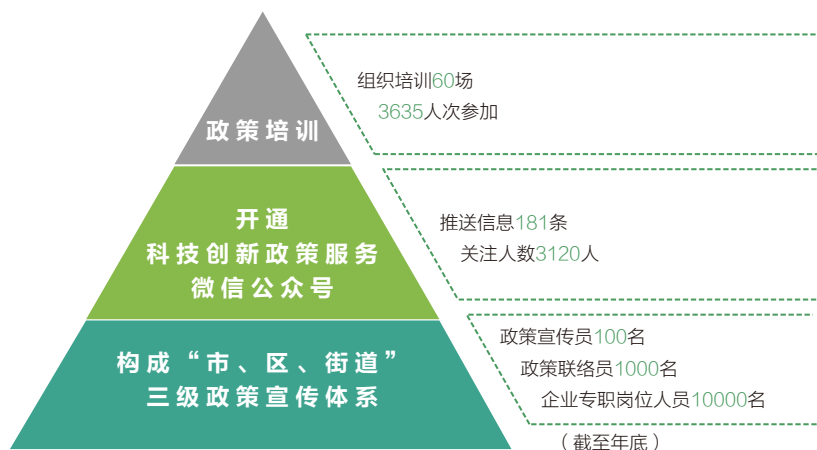 政策培训
组织培训60场
3635人次参加
开通
科技创新政策服务
微信公众号
推送信息181条
关注人数3120人
构成“市、区、街道”
三级政策宣传体系
政策宣传员100名
政策联络员1000名
企业专职岗位人员10000名
（截至年底）